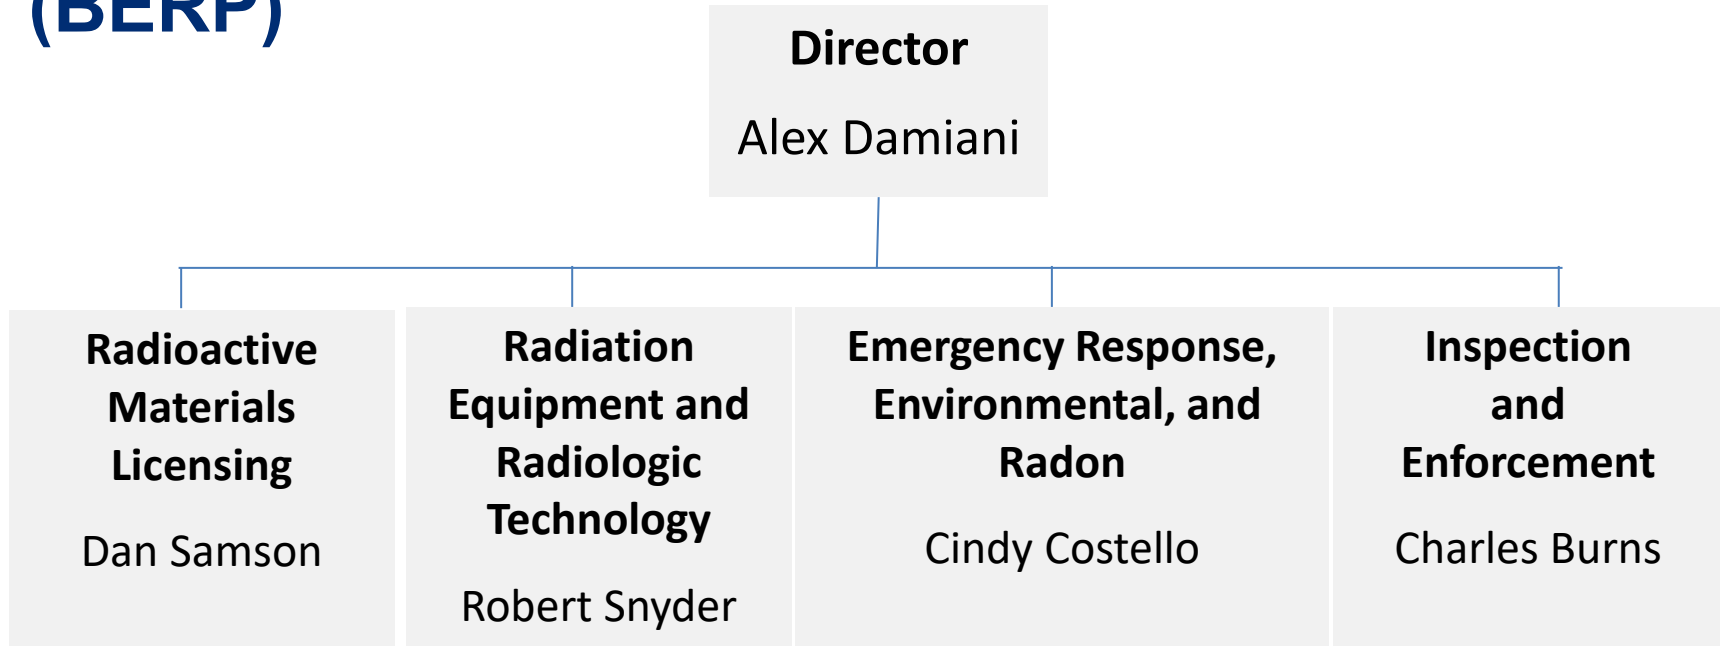 (BERP)
Director
Alex Damiani
Radioactive
Materials
Licensing
Dan Samson
Radiation
Equipment and
Radiologic
Technology
Robert Snyder
Emergency Response,
Environmental, and
Radon
Cindy Costello
Inspection
and
Enforcement
Charles Burns